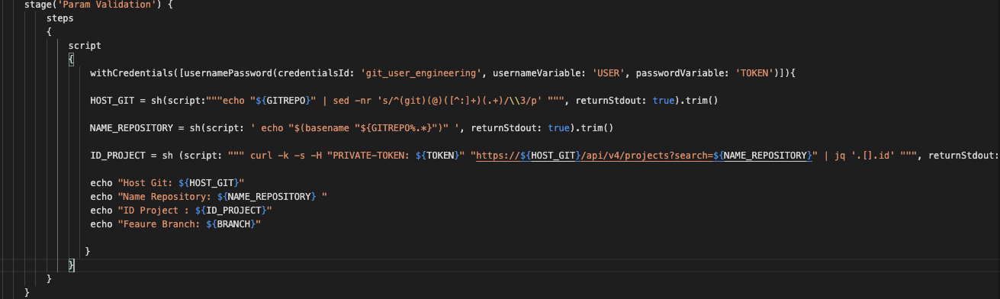 stage('Param Validation') {
steps
{
script
{
withCredentials([usernamePassword(credentialsId: 'git_user_engineering', usernameVariable: 'USER', passwordVariable: 'TOKEN')]){
HOST_GIT = sh(script:"""echo "${GITREPO}" | sed -nr 's/^(git)(@)([^:]+)(.+)/\\3/p' """, returnStdout: true).trim()
NAME_REPOSITORY = sh(script: ' echo "$(basename "${GITREPO%.*}")" ', returnStdout: true).trim()
ID_PROJECT = sh (script: """ curl -k -s -H "PRIVATE-TOKEN: ${TOKEN}" "https://${HOST_GIT}/api/v4/projects?search=${NAME_REPOSITORY}" | jq '.[].id' """, returnStdout:
echo "Host Git: ${HOST_GIT}"
echo "Name Repository: ${NAME_REPOSITORY} "
echo "ID Project : ${ID_PROJECT}"
echo "Feaure Branch: ${BRANCH}"
}
}
}
}